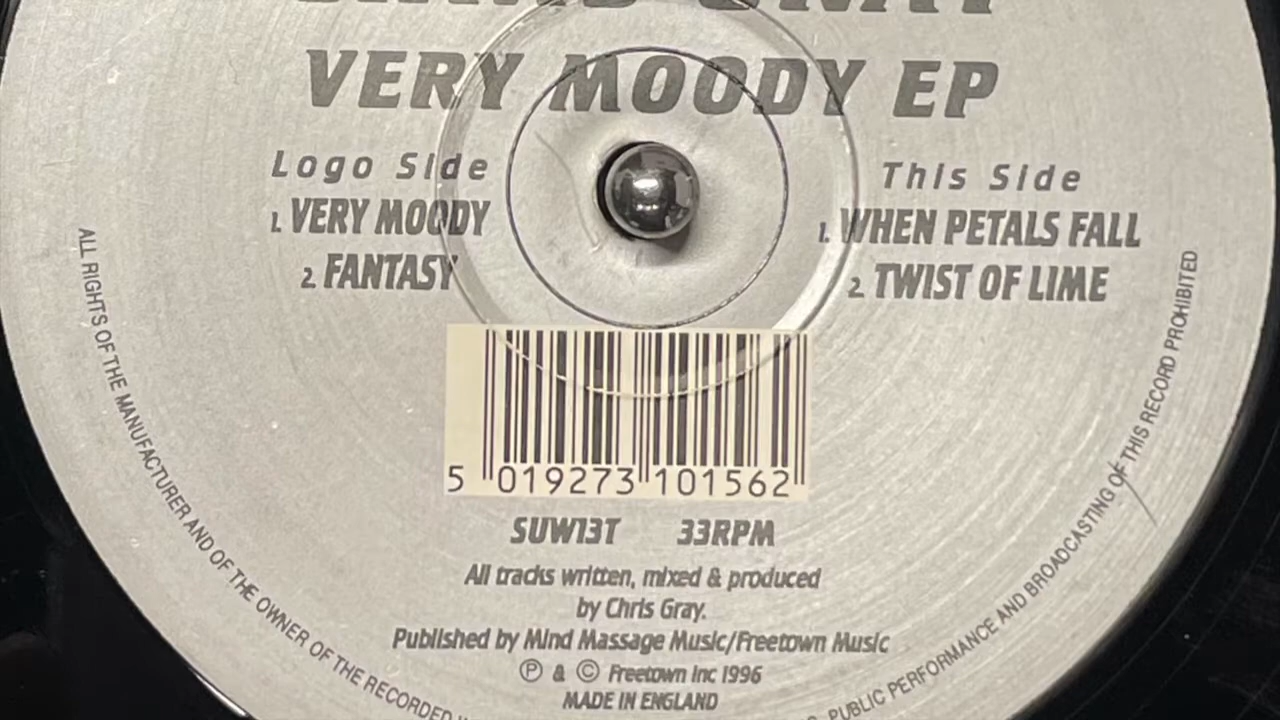 VERY MOODY EP
Logo Side
1. VERY MOODY
2. FANTASY
This Side
1. WHEN PETALS FALL
2. TWIST OF LIME
5 019273 101562
SUW13T 33RPM
All tracks written, mixed & produced
by Chris Gray.
Published by Mind Massage Music/Freetown Music
Ⓟ & © Freetown Inc 1996
MADE IN ENGLAND
ALL RIGHTS OF THE MANUFACTURER AND OF THE OWNER OF THE RECORDED
PUBLIC PERFORMANCE AND BROADCASTING OF THIS RECORD PROHIBITED